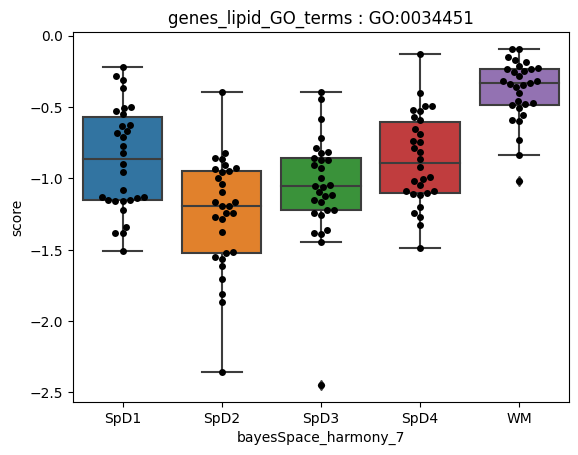 genes_lipid_GO_terms : GO:0034451
0.0
−0.5
−1.0
−1.5
−2.0
−2.5
score
SpD1 SpD2 SpD3 SpD4 WM
bayesSpace_harmony_7